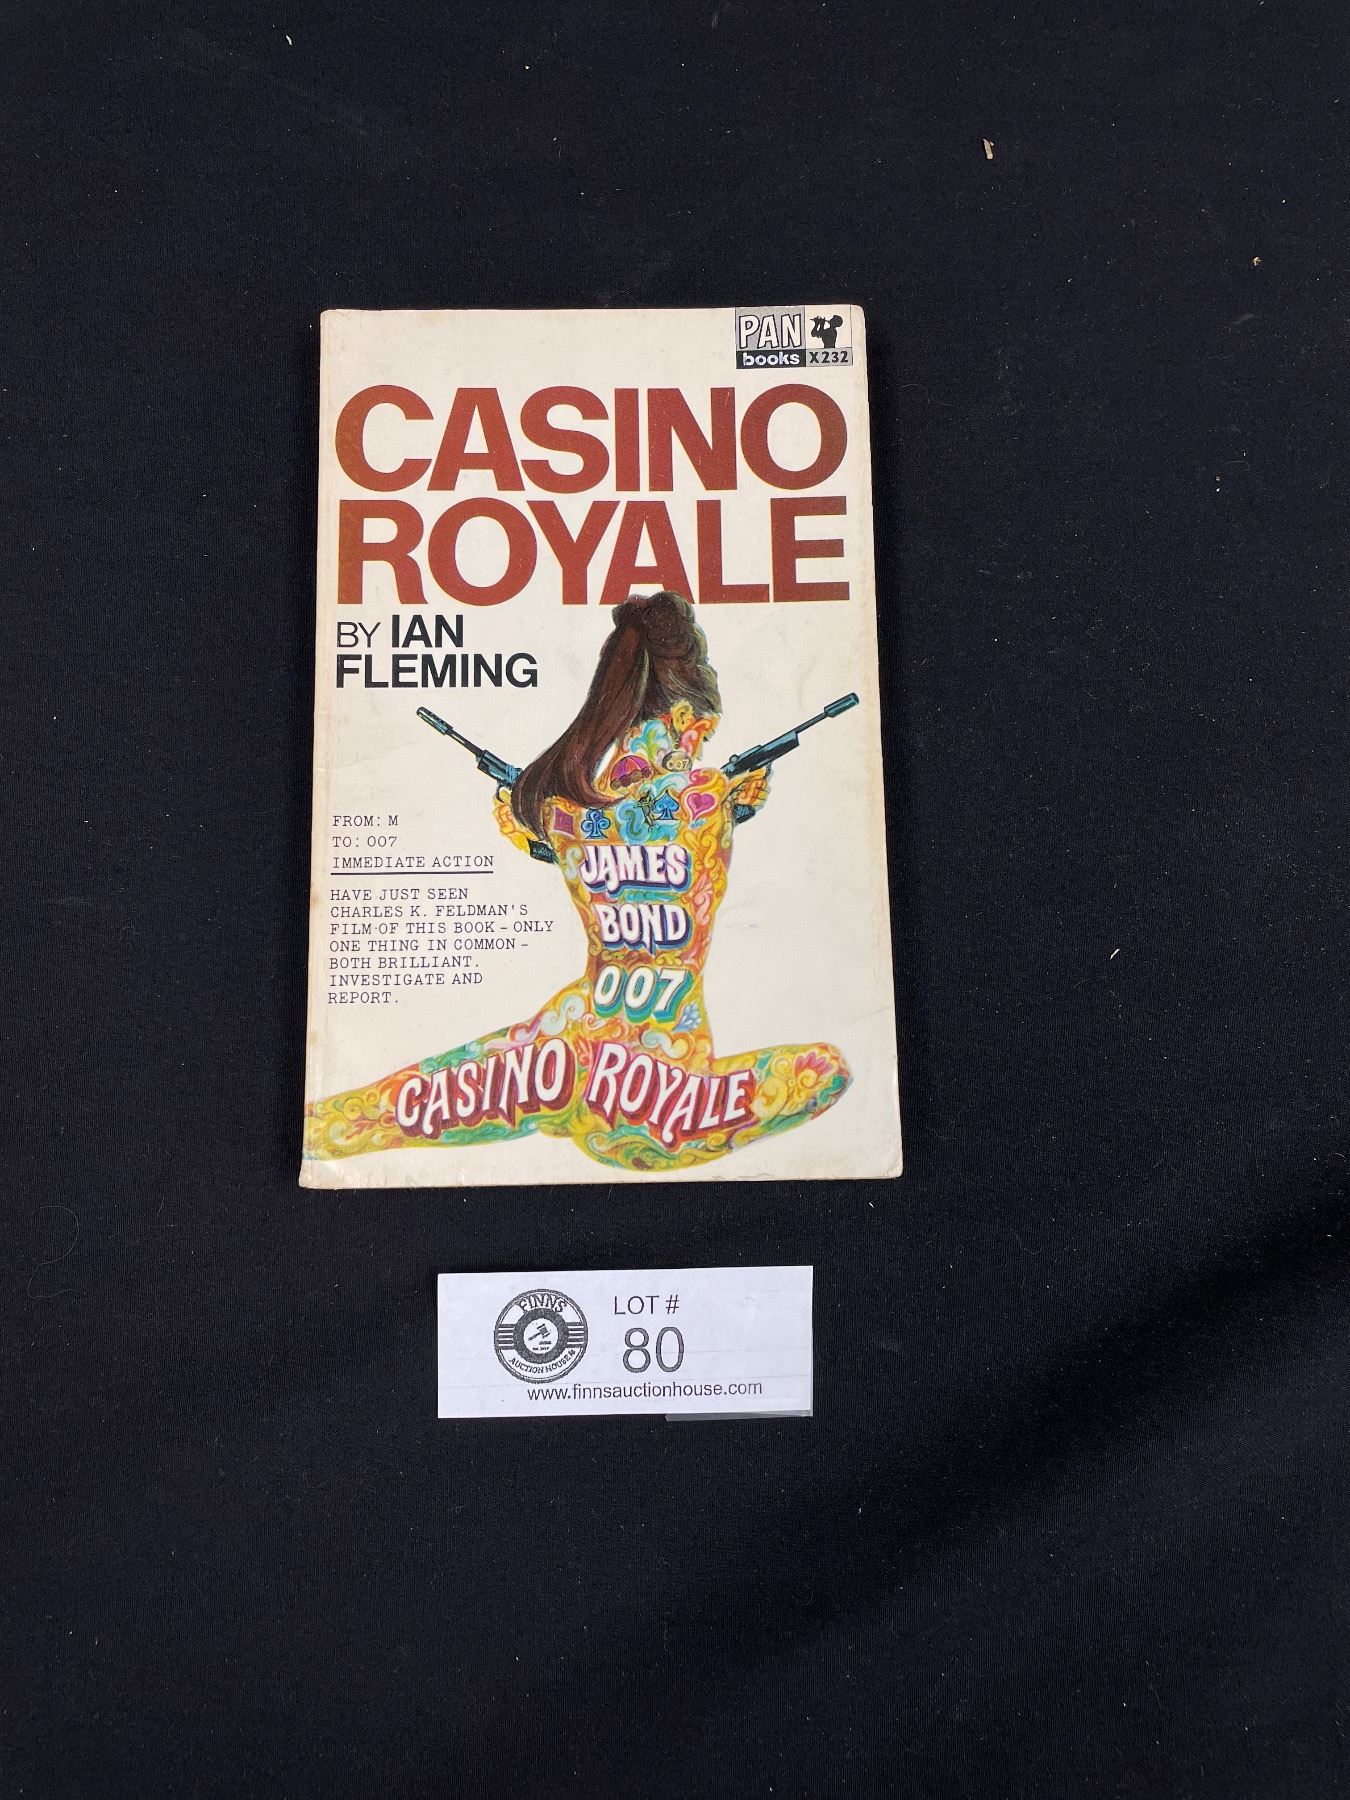 PAN
books X232
CASINO
ROYALE
BY IAN
FLEMING
FROM: M
TO: 007
IMMEDIATE ACTION
HAVE JUST SEEN
CHARLES K. FELDMAN'S
FILM OF THIS BOOK - ONLY
ONE THING IN COMMON -
BOTH BRILLIANT.
INVESTIGATE AND
REPORT.
007
JAMES
BOND
007
CASINO ROYALE
FINNS
AUCTION HOUSE
LOT #
80
www.finnsauctionhouse.com